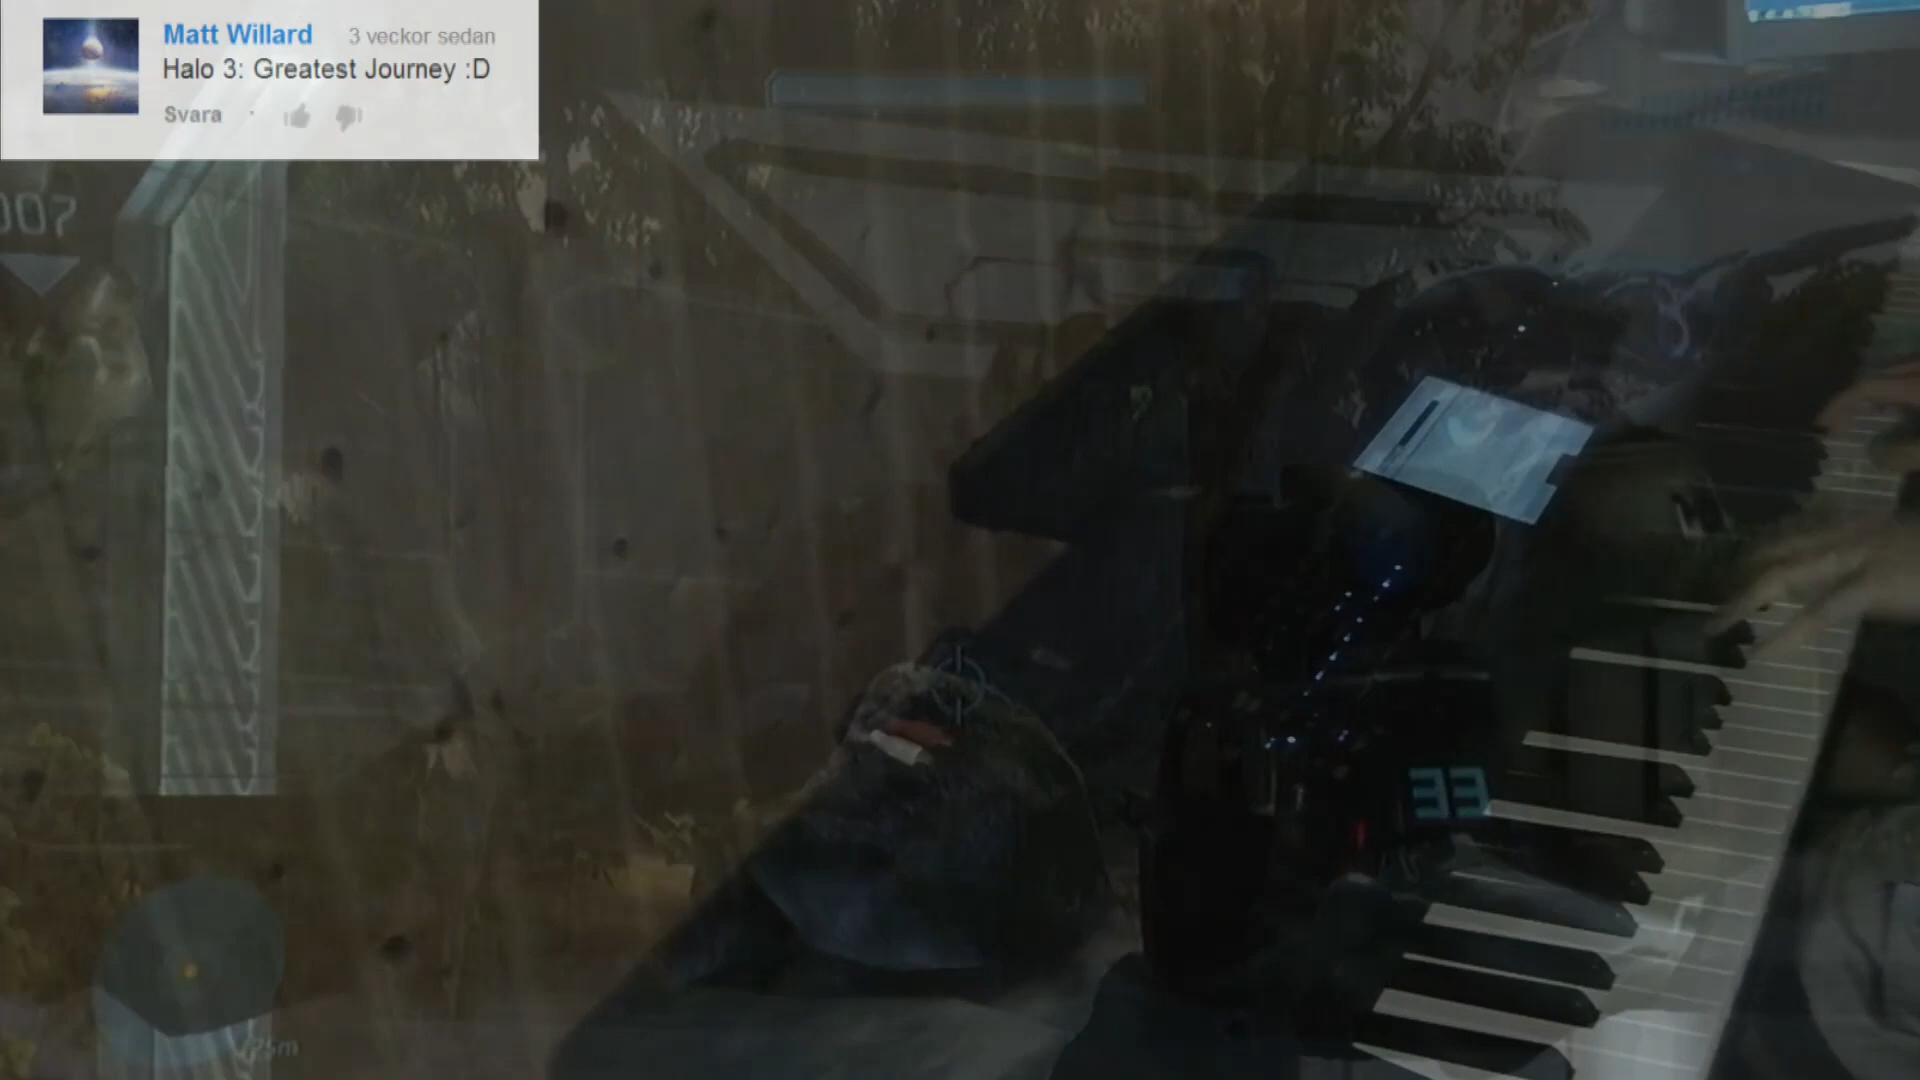 Matt Willard 3 veckor sedan
Halo 3: Greatest Journey :D
Svara
007
33
25m